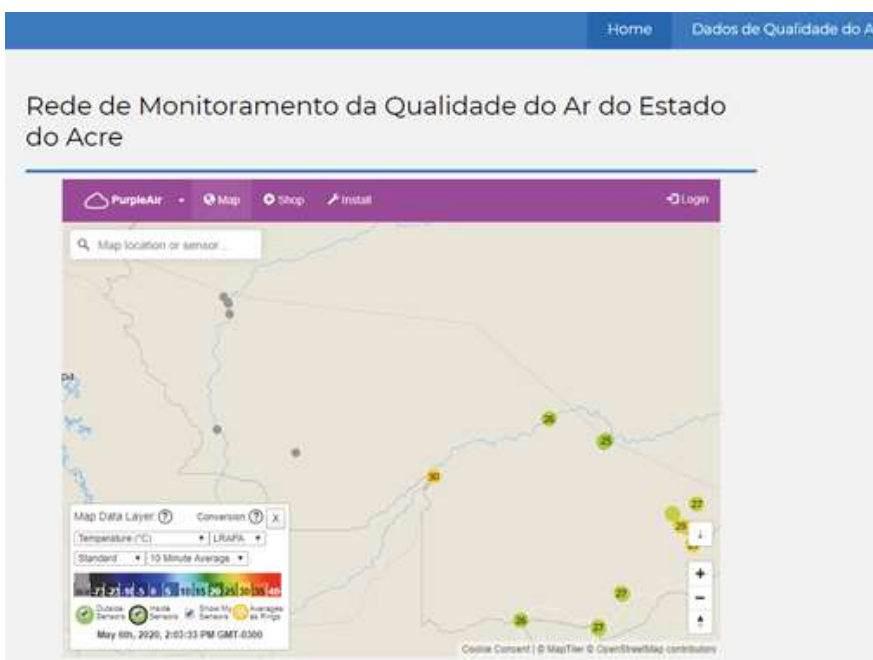 Home Dados de Qualidade do A
Rede de Monitoramento da Qualidade do Ar do Estado
do Acre
PurpleAir Map Shop Install Login
Map location or sensor...
26
25
30
27
27
26
27
Map Data Layer ? Conversion ? X
Temperature (°C) LRAPA
Standard 10 Minute Average
Outside Sensors Inside Sensors Show My Sensors Averages as Rings
May 6th, 2020, 2:03:33 PM GMT-0300
Cookie Consent | © MapTiler © OpenStreetMap contributors